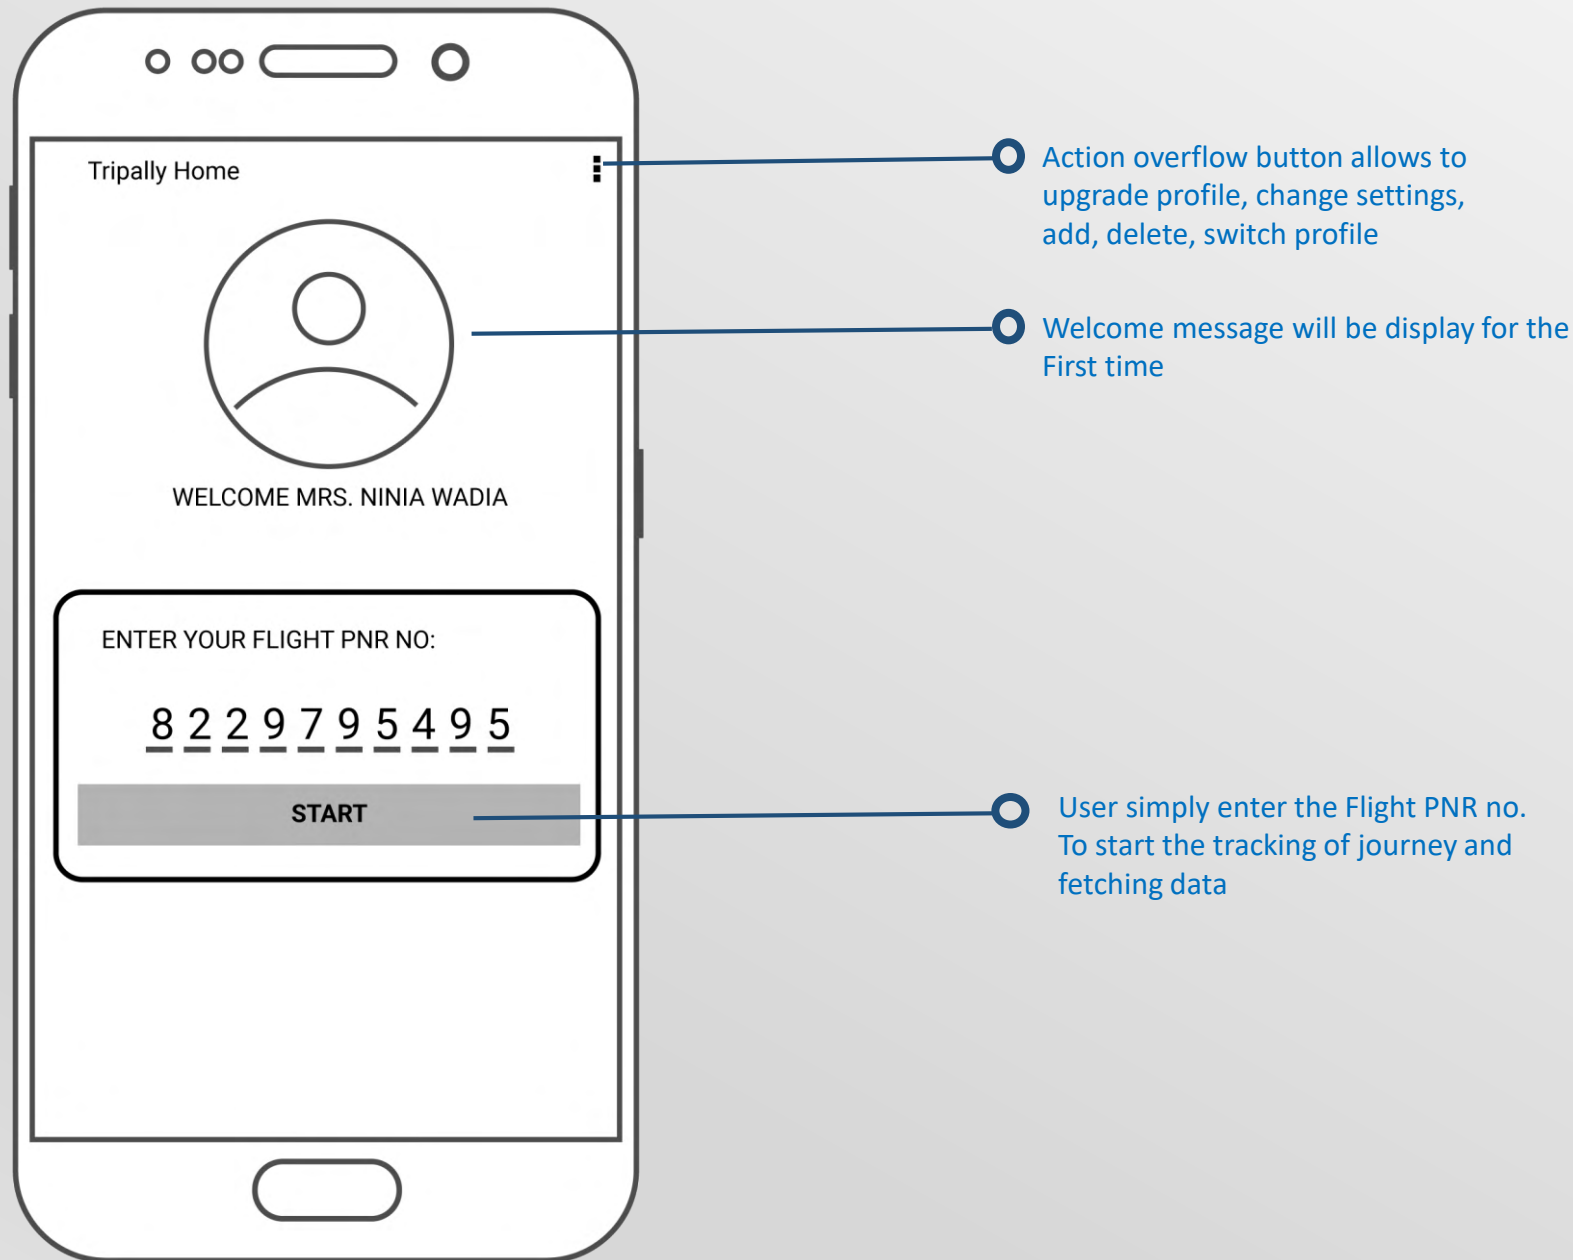 Tripally Home
Action overflow button allows to
upgrade profile, change settings,
add, delete, switch profile
Welcome message will be display for the
First time
WELCOME MRS. NINIA WADIA
ENTER YOUR FLIGHT PNR NO:
8 2 2 9 7 9 5 4 9 5
START
User simply enter the Flight PNR no.
To start the tracking of journey and
fetching data